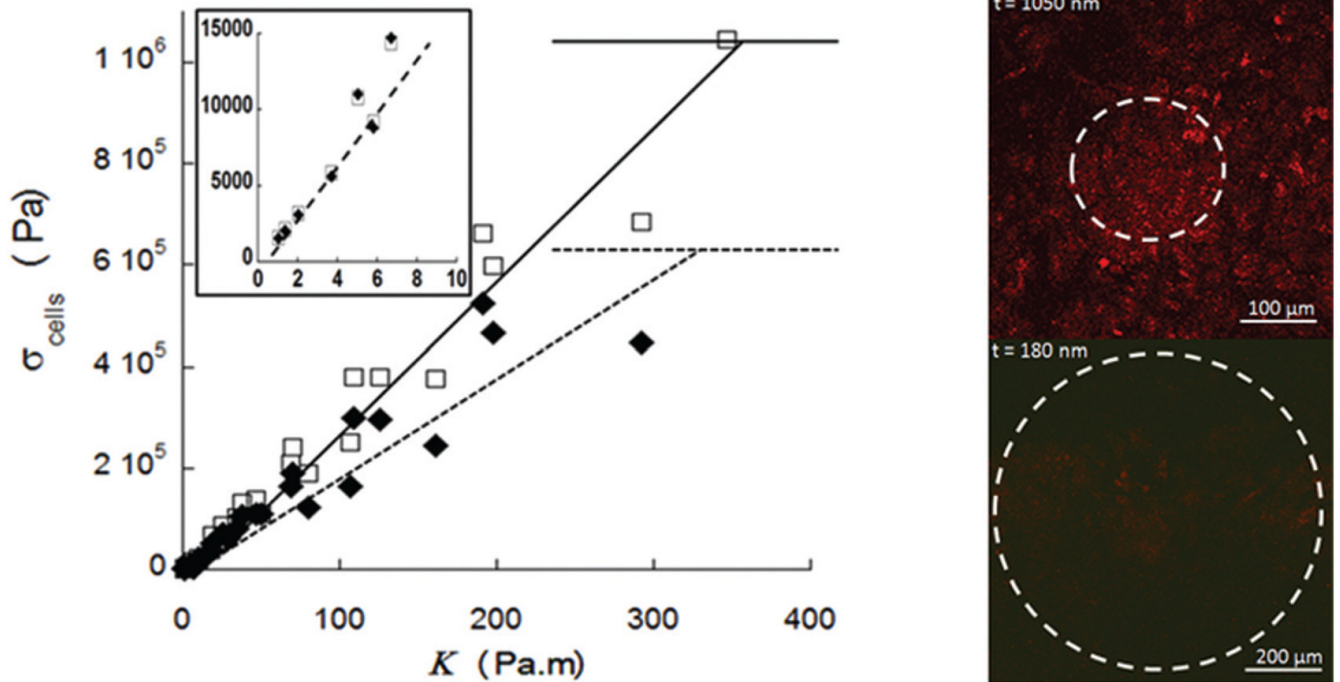 15000
10000
5000
0
0 2 4 6 8 10
1 10⁶
8 10⁵
6 10⁵
4 10⁵
2 10⁵
0
σ cells ( Pa)
0 100 200 300 400
K (Pa.m)
t = 1050 nm
100 µm
t = 180 nm
200 µm